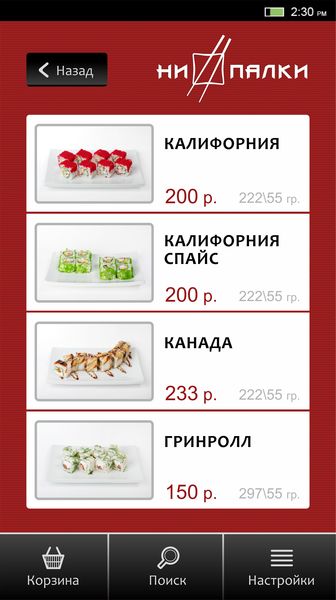 2:30 PM
Назад
НИ ПАЛКИ
КАЛИФОРНИЯ
200 р. 222\55 гр.
КАЛИФОРНИЯ
СПАЙС
200 р. 222\55 гр.
КАНАДА
233 р. 222\55 гр.
ГРИНРОЛЛ
150 р. 297\55 гр.
Корзина Поиск Настройки